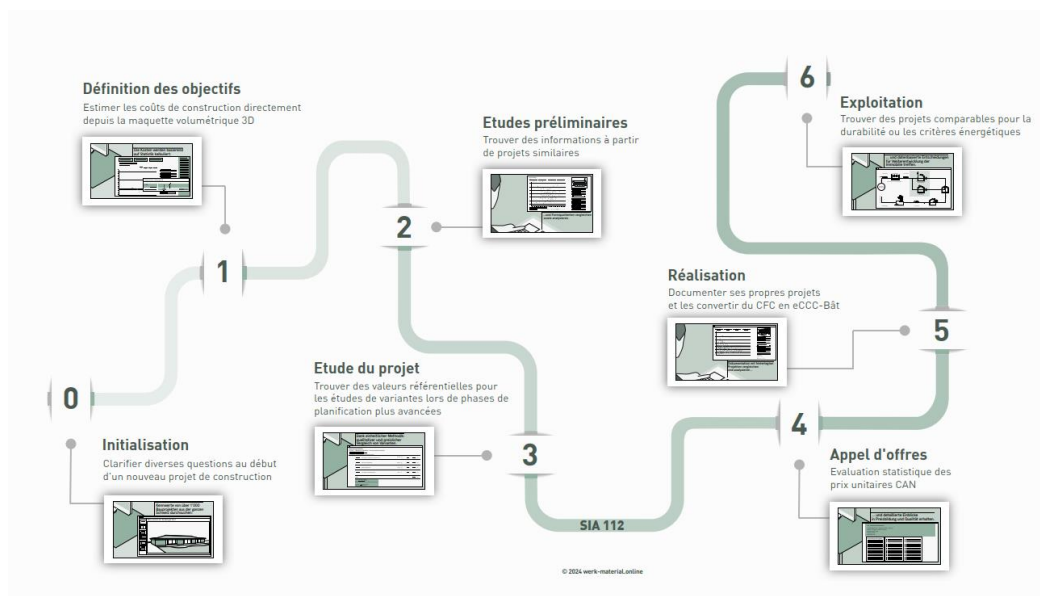 Définition des objectifs
Estimer les coûts de construction directement
depuis la maquette volumétrique 3D
1
Etudes préliminaires
Trouver des informations à partir
de projets similaires
2
6
Exploitation
Trouver des projets comparables pour la
durabilité ou les critères énergétiques
Réalisation
Documenter ses propres projets
et les convertir du CFC en eCCC-Bât
5
Etude du projet
Trouver des valeurs référentielles pour
les études de variantes lors de phases de
planification plus avancées
3
0
Initialisation
Clarifier diverses questions au début
d'un nouveau projet de construction
4
Appel d'offres
Evaluation statistique des
prix unitaires CAN
SIA 112
© 2024 werk-material.online